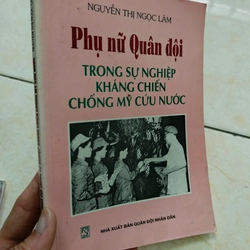 NGUYỄN THỊ NGỌC LÂM
Phụ nữ Quân đội
TRONG SỰ NGHIỆP
KHÁNG CHIẾN
CHỐNG MỸ CỨU NƯỚC
NHÀ XUẤT BẢN QUÂN ĐỘI NHÂN DÂN